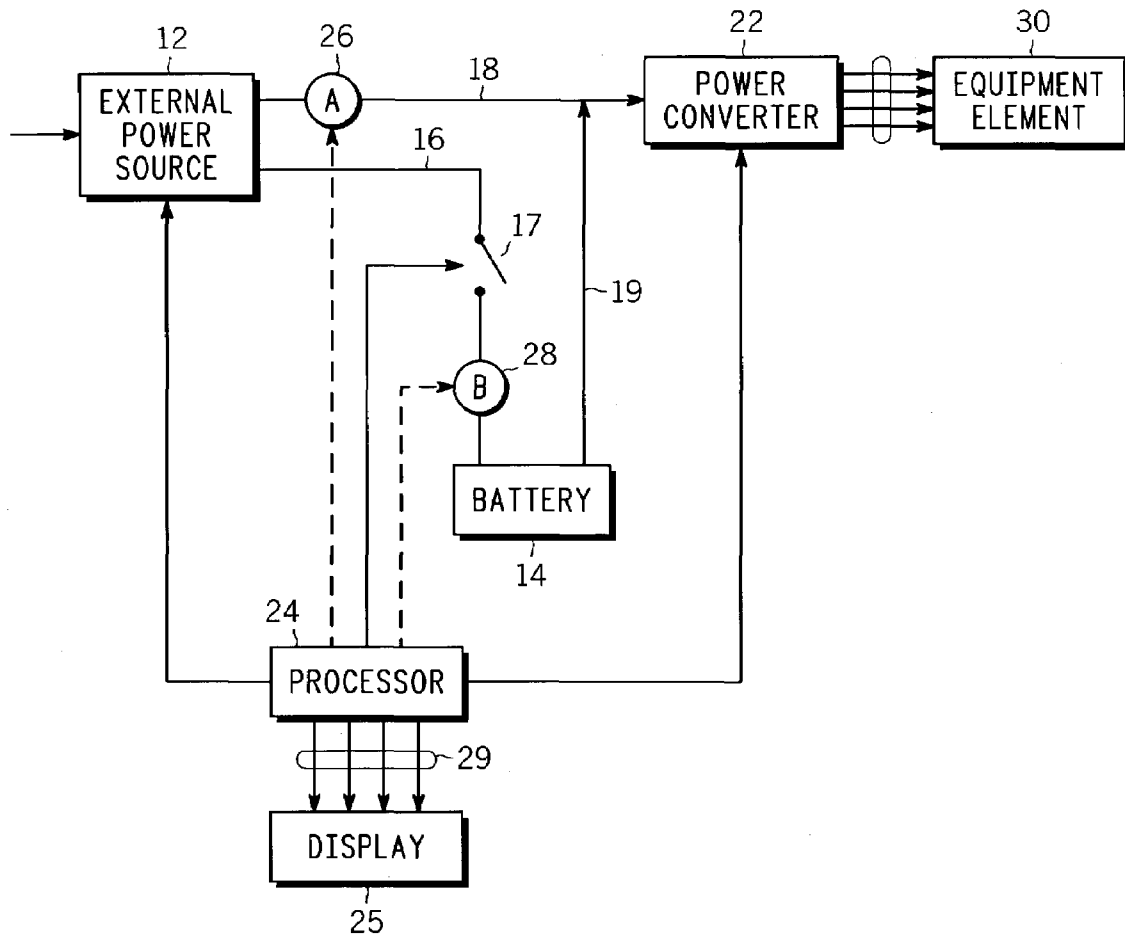 12
26
22
30
EXTERNAL
POWER
SOURCE
A
18
POWER
CONVERTER
EQUIPMENT
ELEMENT
16
17
19
28
B
BATTERY
14
24
PROCESSOR
29
DISPLAY
25